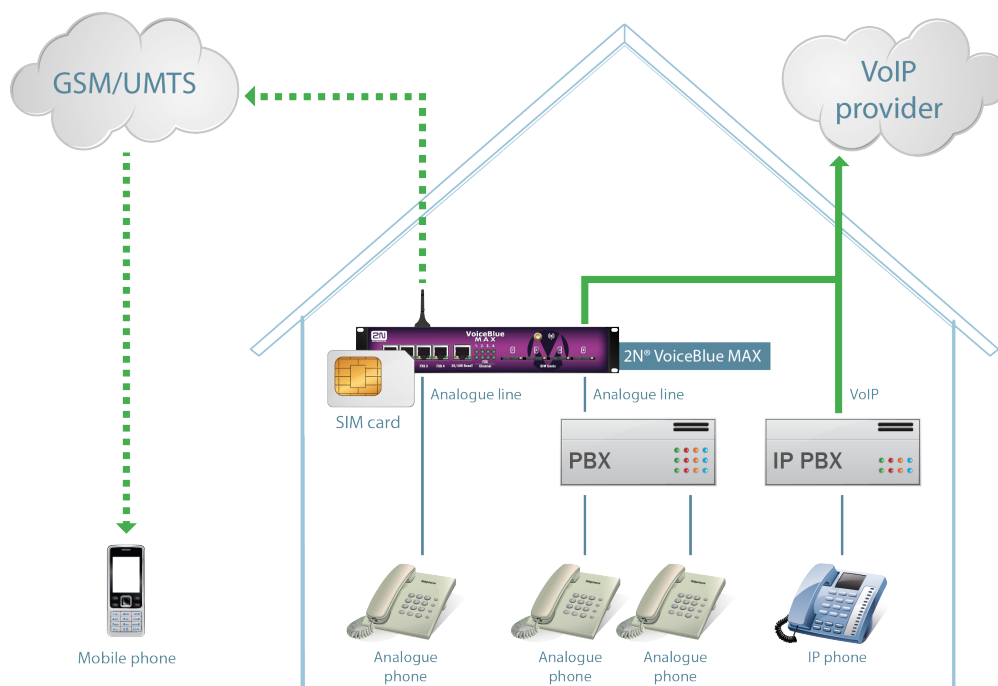 GSM/UMTS
VoIP
provider
2N
VoiceBlue
MAX
2N® VoiceBlue MAX
SIM card
Analogue line
Analogue line
VoIP
PBX
IP PBX
Mobile phone
Analogue
phone
Analogue
phone
Analogue
phone
IP phone